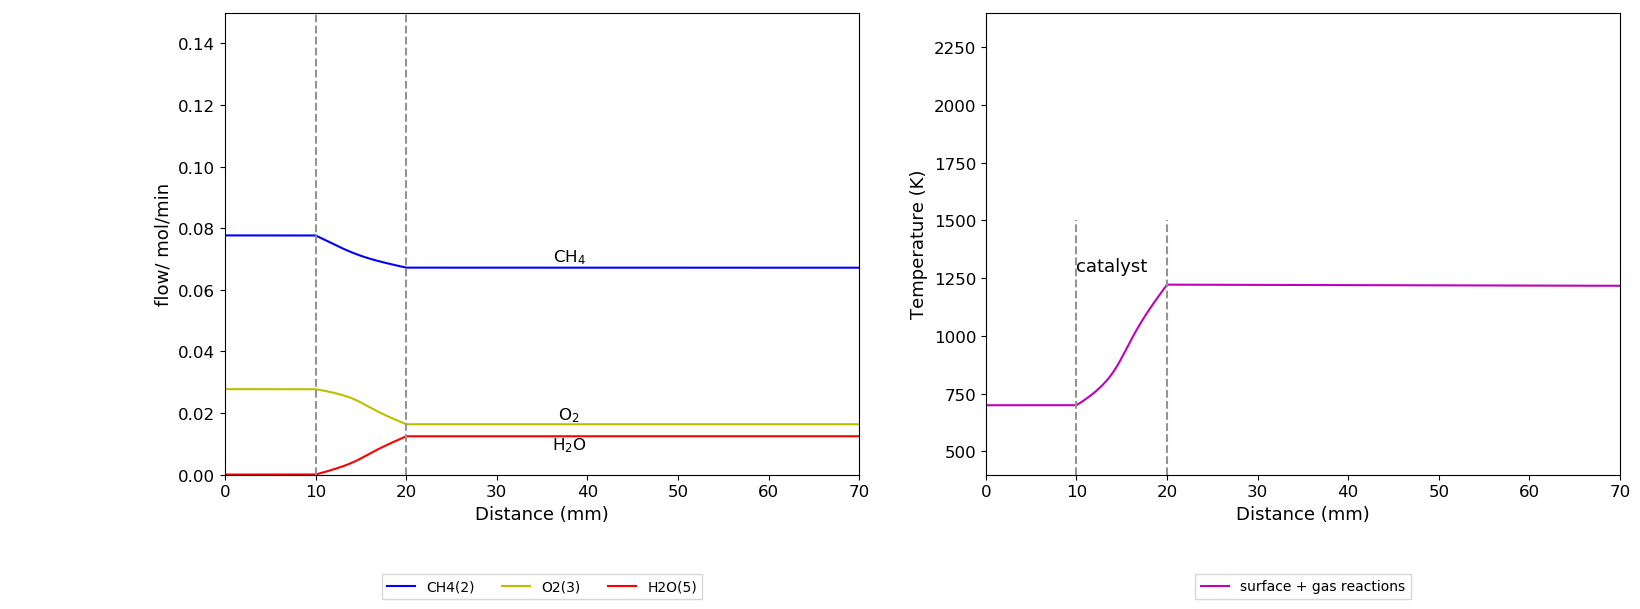 0.14
0.12
0.10
0.08
0.06
0.04
0.02
0.00
flow/ mol/min
CH₄
O₂
H₂O
0 10 20 30 40 50 60 70
Distance (mm)
CH4(2) O2(3) H2O(5)
2250
2000
1750
1500
1250
1000
750
500
Temperature (K)
catalyst
0 10 20 30 40 50 60 70
Distance (mm)
surface + gas reactions